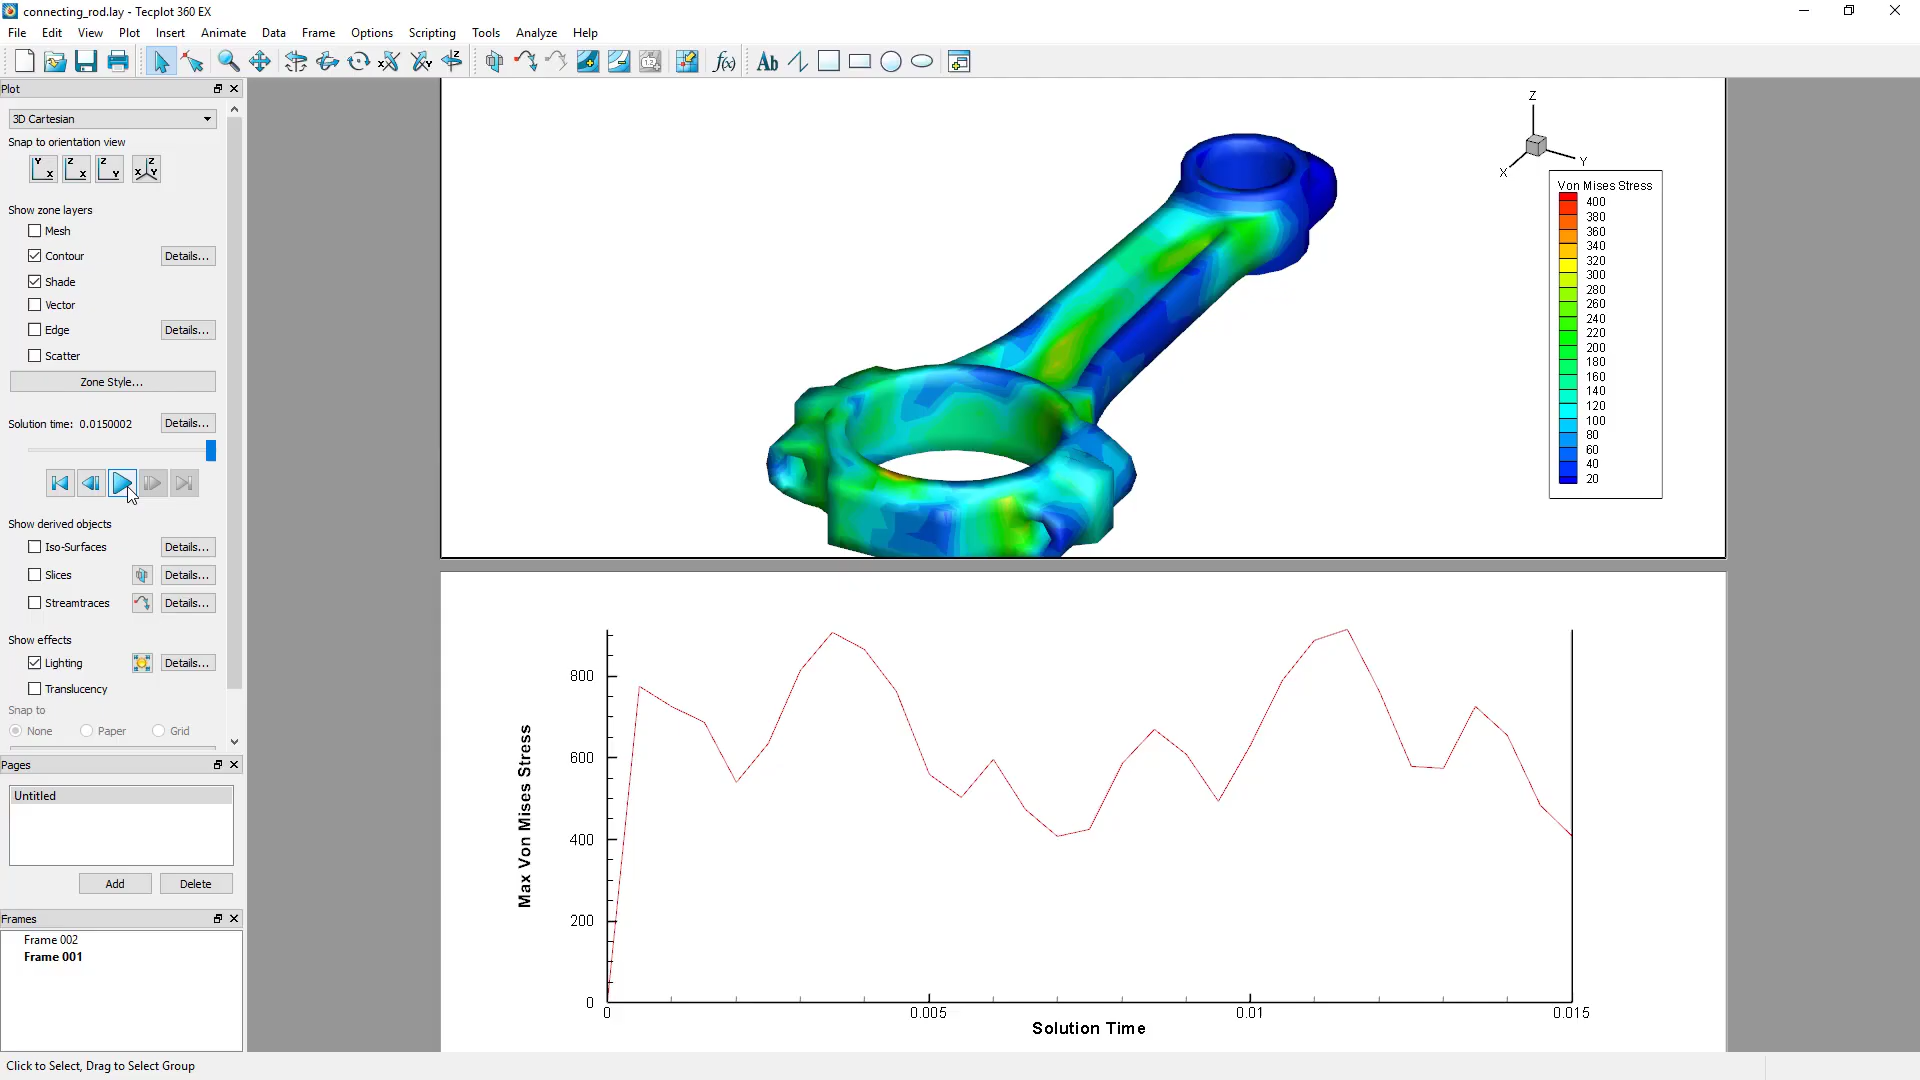 connecting_rod.lay - Tecplot 360 EX
File Edit View Plot Insert Animate Data Frame Options Scripting Tools Analyze Help
Plot
3D Cartesian
Snap to orientation view
Y X Z X Z Y X Z Y
Show zone layers
Mesh
Contour Details...
Shade
Vector
Edge Details...
Scatter
Zone Style...
Solution time: 0.0150002 Details...
Show derived objects
Iso-Surfaces Details...
Slices Details...
Streamtraces Details...
Show effects
Lighting Details...
Translucency
Snap to
None Paper Grid
Pages
Untitled
Add Delete
Frames
Frame 002
Frame 001
Click to Select, Drag to Select Group
Z
X
Y
Von Mises Stress
400
380
360
340
320
300
280
260
240
220
200
180
160
140
120
100
80
60
40
20
Max Von Mises Stress
800
600
400
200
0
0 0.005 0.01 0.015
Solution Time